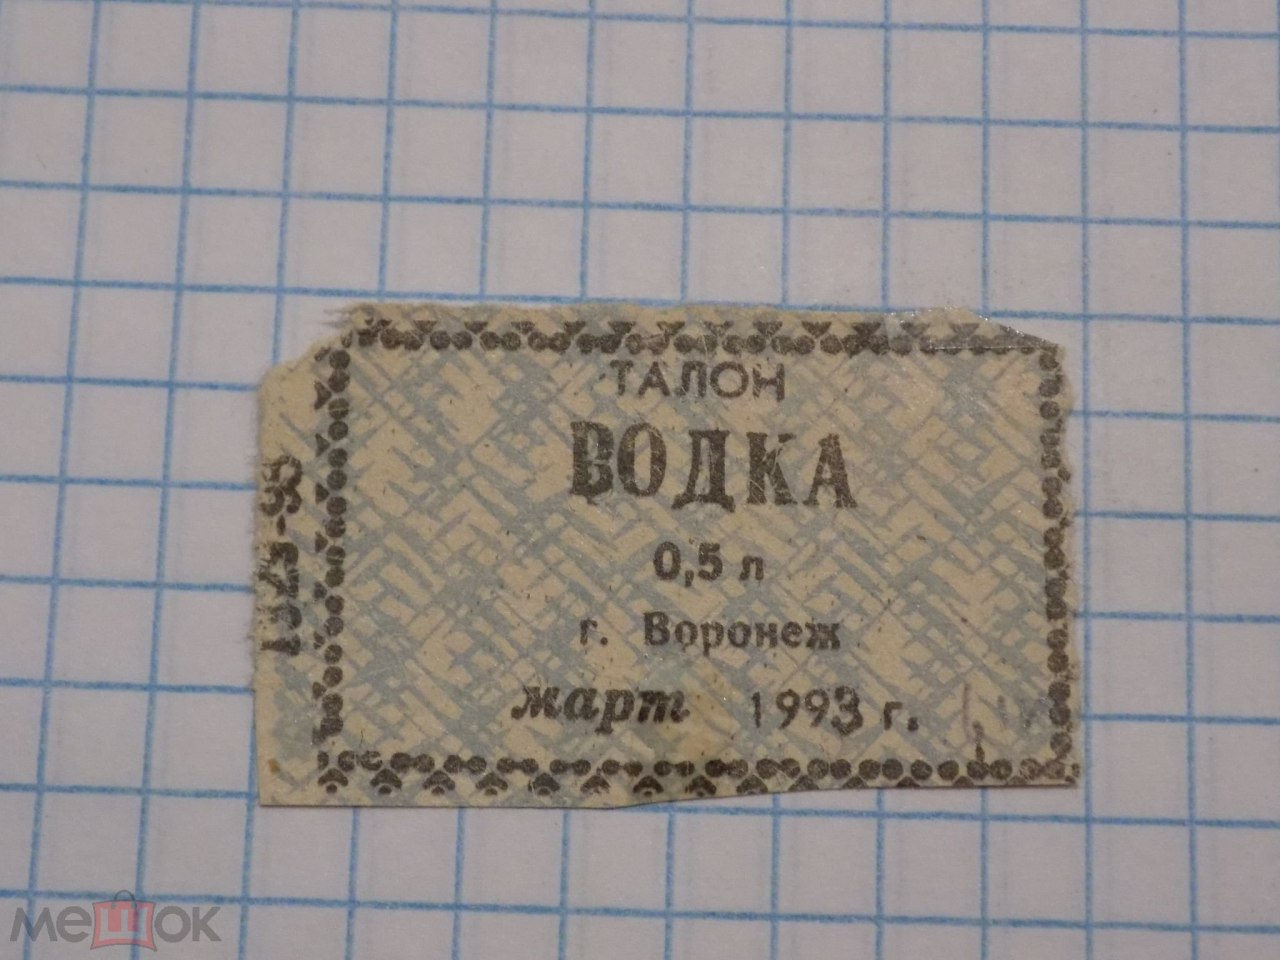 ТАЛОН
ВОДКА
0,5 л
г. Воронеж
март 1993 г.
мешок